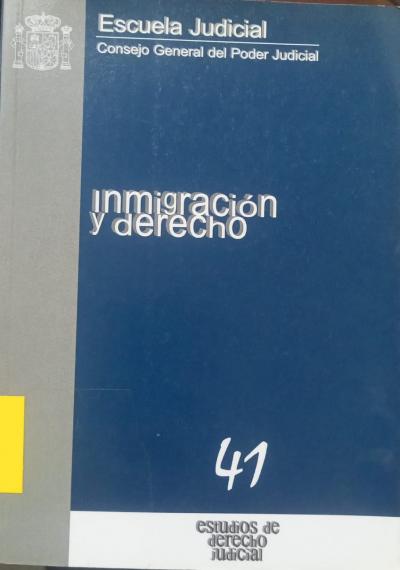 Escuela Judicial
Consejo General del Poder Judicial
Inmigración
y derecho
41
estudios de
derecho
judicial